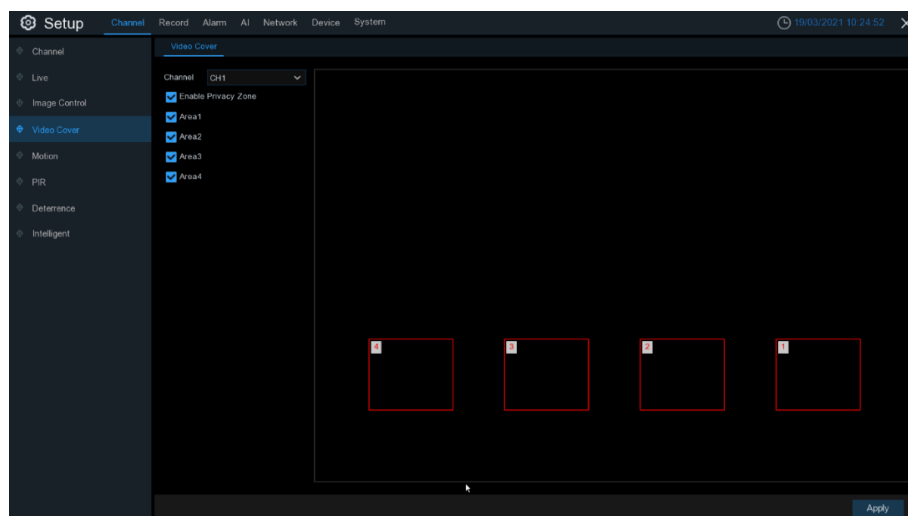 Setup Channel Record Alarm AI Network Device System 19/03/2021 10:24:52
Channel
Live
Image Control
Video Cover
Motion
PIR
Deterrence
Intelligent
Video Cover
Channel CH1
Enable Privacy Zone
Area1
Area2
Area3
Area4
4 3 2 1
Apply